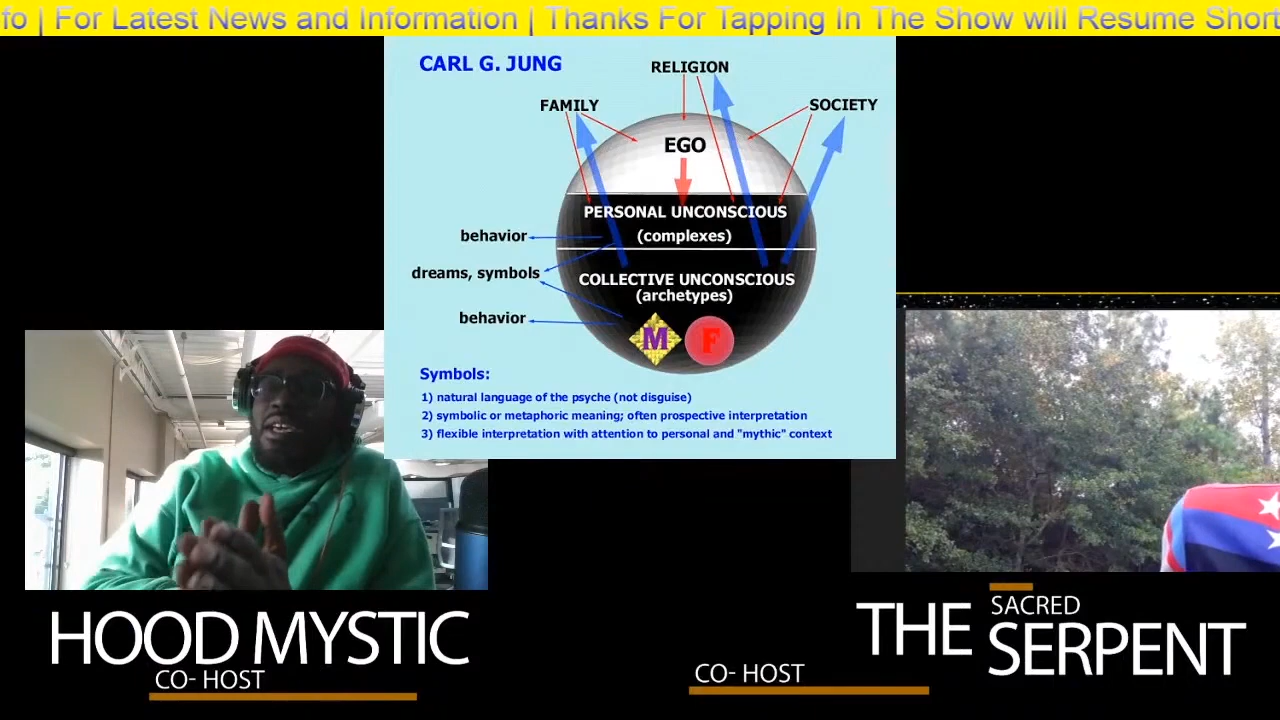 fo | For Latest News and Information | Thanks For Tapping In The Show will Resume Short
CARL G. JUNG
RELIGION
FAMILY
SOCIETY
EGO
PERSONAL UNCONSCIOUS
(complexes)
behavior
dreams, symbols
COLLECTIVE UNCONSCIOUS
(archetypes)
behavior
M
F
Symbols:
1) natural language of the psyche (not disguise)
2) symbolic or metaphoric meaning; often prospective interpretation
3) flexible interpretation with attention to personal and "mythic" context
HOOD MYSTIC
CO- HOST
THE SACRED
SERPENT
CO- HOST